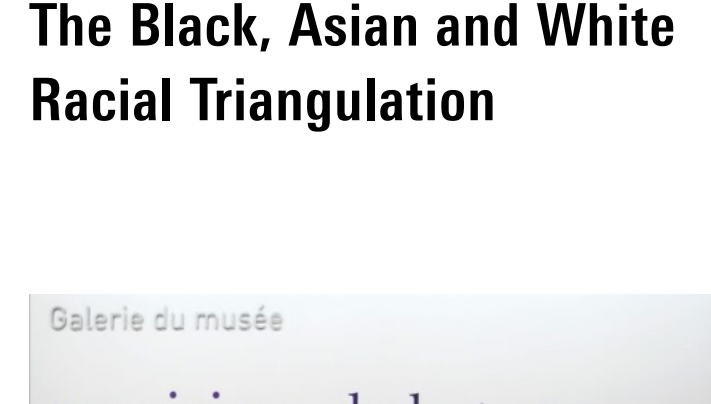 The Black, Asian and White
Racial Triangulation
Galerie du musée